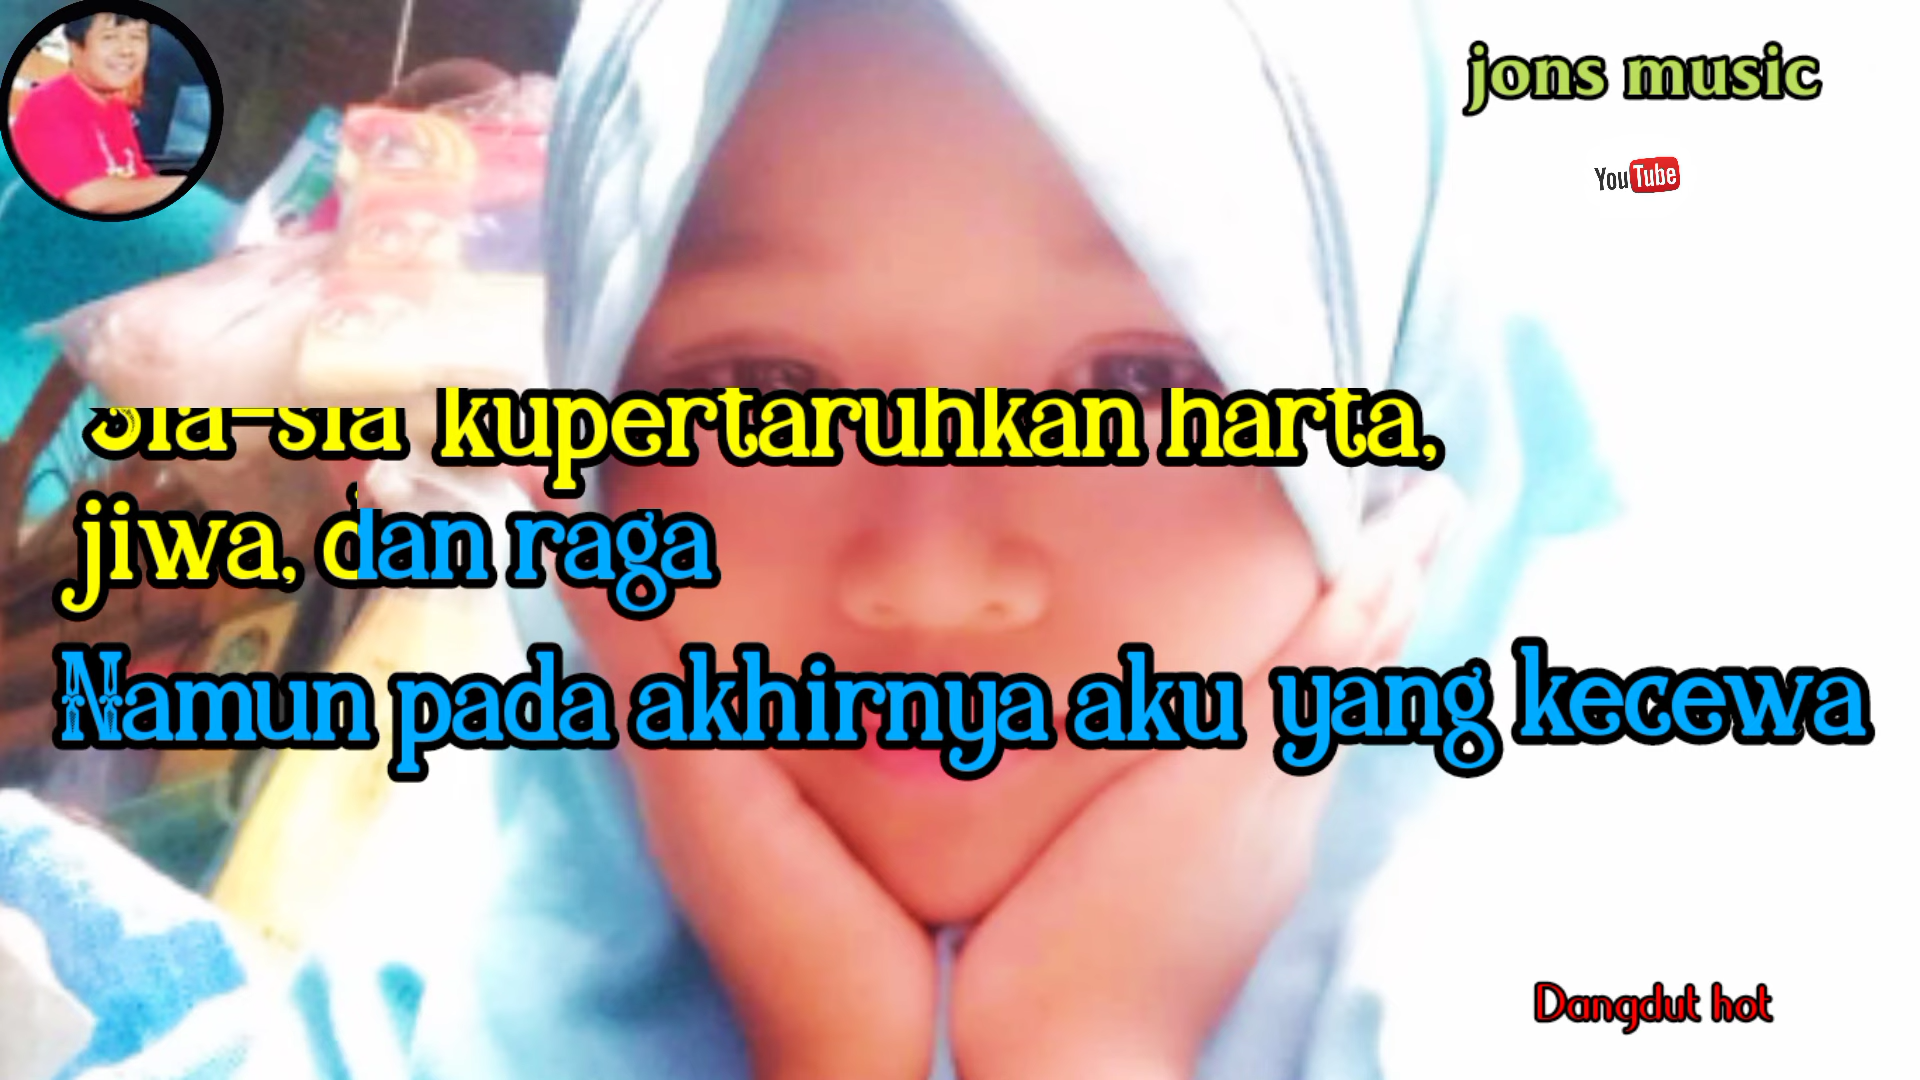 jons music
YouTube
Sia-sia kupertaruhkan harta,
jiwa, dan raga
Namun pada akhirnya aku yang kecewa
Dangdut hot